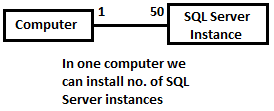 Computer
1
50
SQL Server
Instance
In one computer we
can install no. of SQL
Server instances